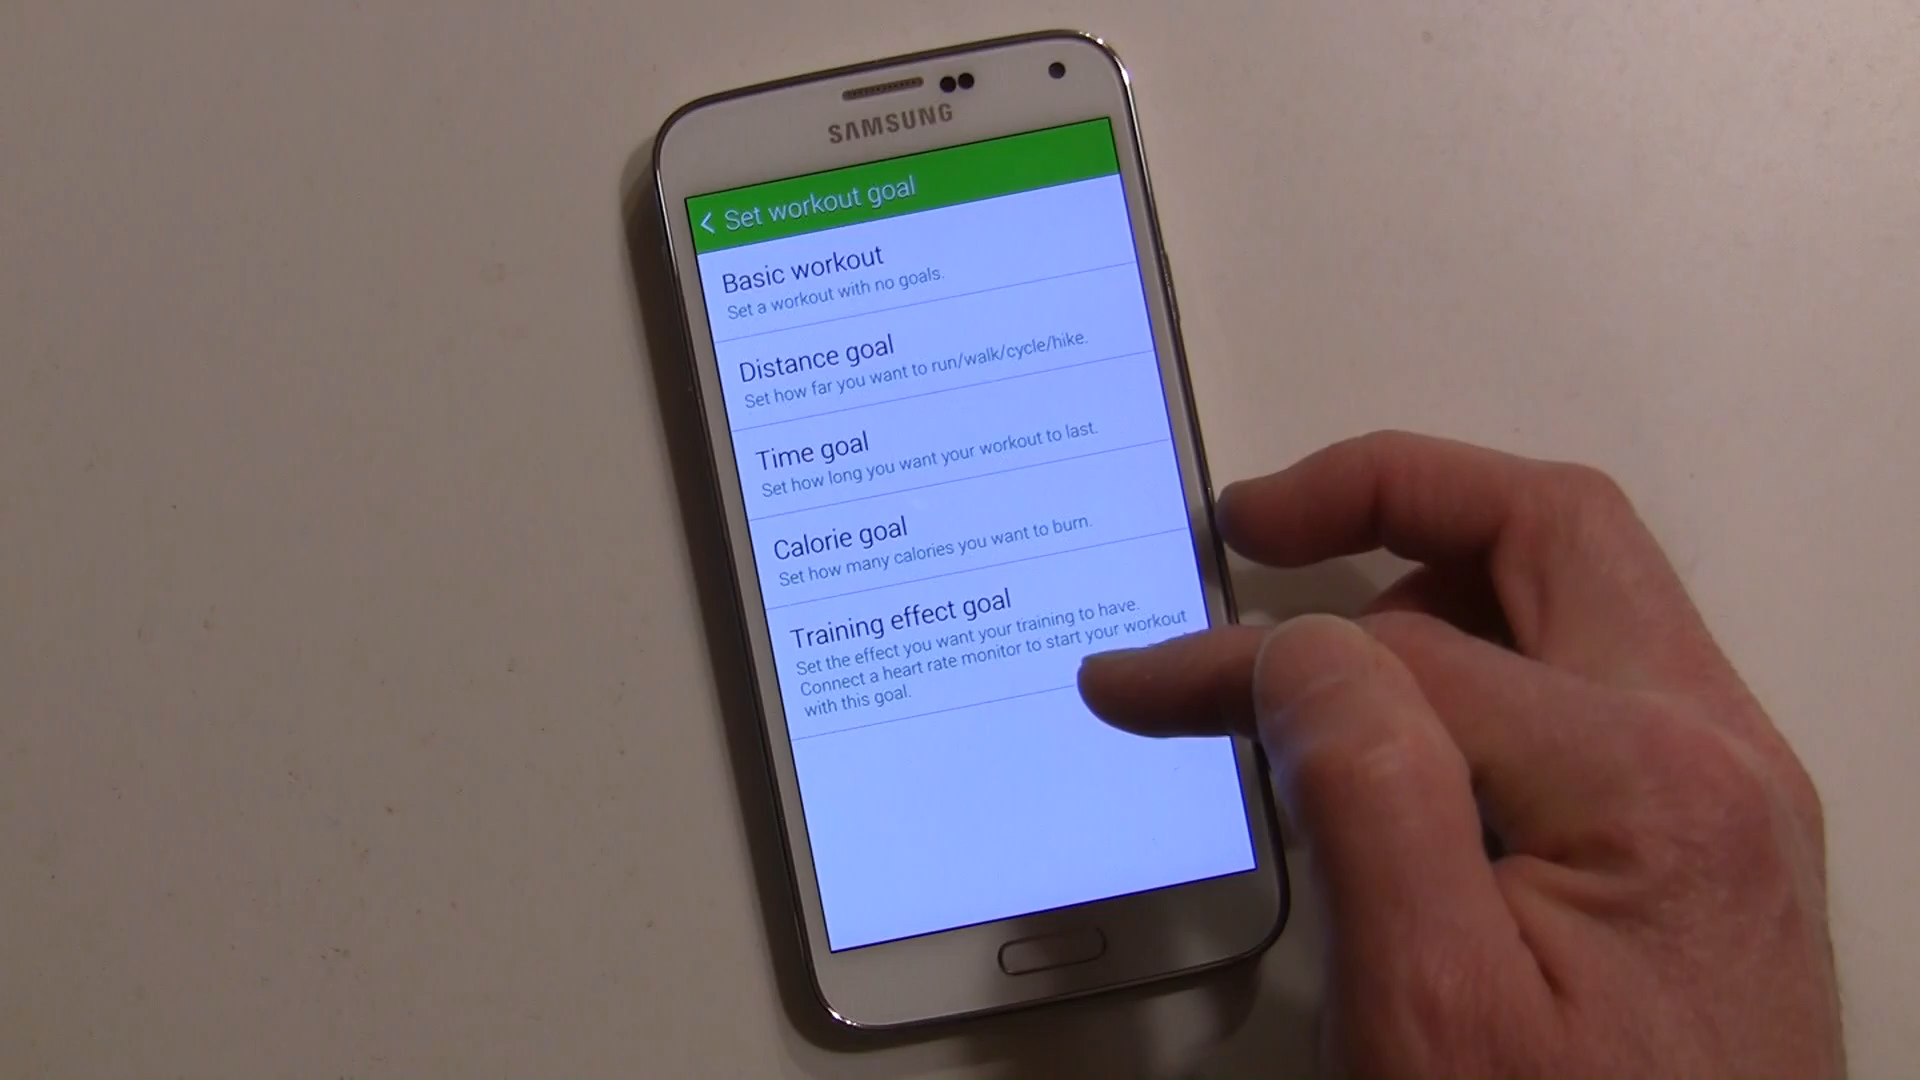 SAMSUNG
Set workout goal
Basic workout
Set a workout with no goals.
Distance goal
Set how far you want to run/walk/cycle/hike.
Time goal
Set how long you want your workout to last.
Calorie goal
Set how many calories you want to burn.
Training effect goal
Set the effect you want your training to have.
Connect a heart rate monitor to start your workout
with this goal.